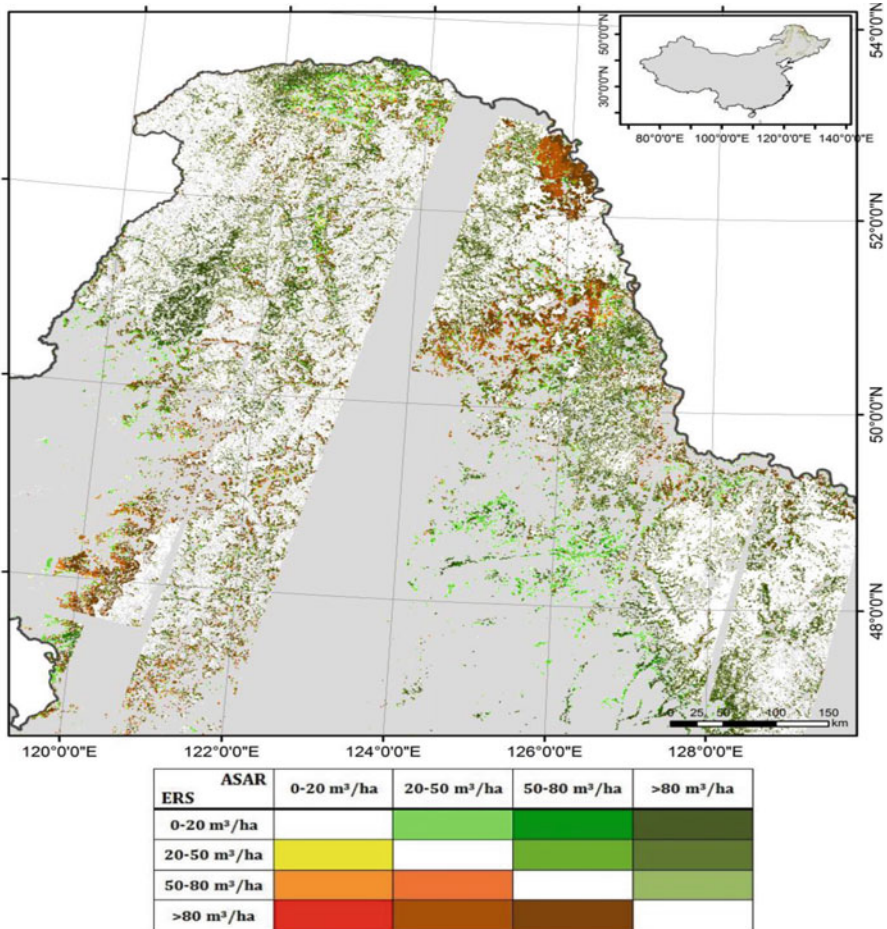 54°0'0"N
50°0'0"N
30°0'0"N
80°0'0"E 100°0'0"E 120°0'0"E 140°0'0"E
52°0'0"N
50°0'0"N
48°0'0"N
0 25 50 100 150
km
120°0'0"E 122°0'0"E 124°0'0"E 126°0'0"E 128°0'0"E
ASAR
ERS 0-20 m³/ha 20-50 m³/ha 50-80 m³/ha >80 m³/ha
0-20 m³/ha
20-50 m³/ha
50-80 m³/ha
>80 m³/ha